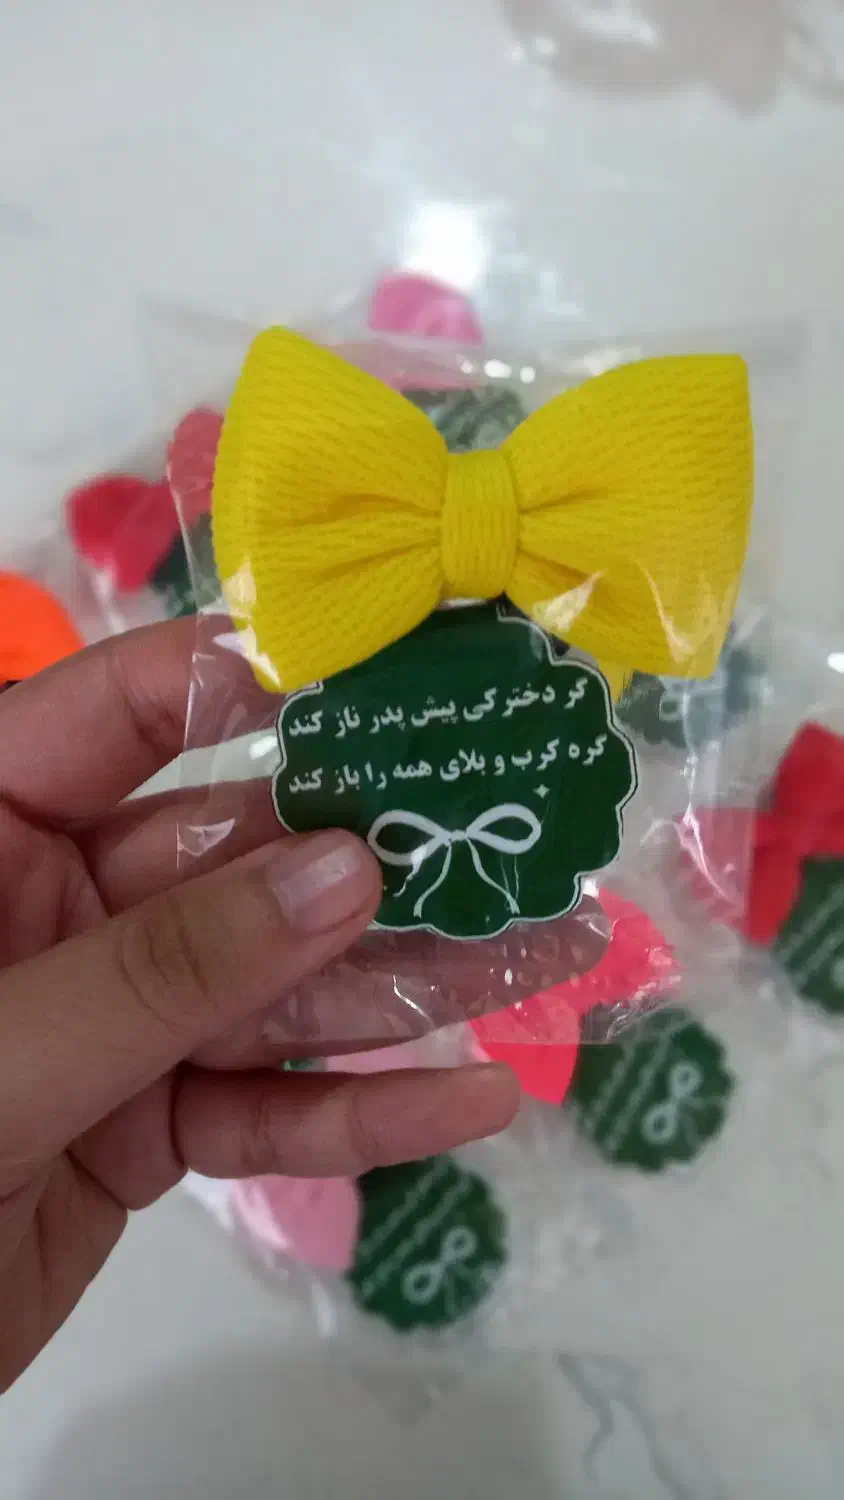 گر دخترکی پیش پدر ناز کند
گره کرب و بلای همه را باز کند